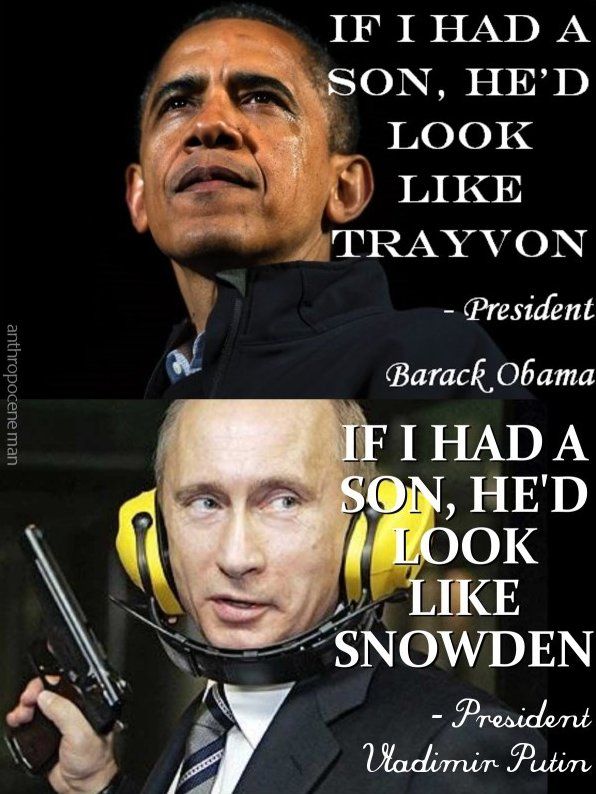 IF I HAD A
SON, HE’D
LOOK
LIKE
TRAYVON
- President
Barack Obama
anthropocene man
IF I HAD A
SON, HE'D
LOOK
LIKE
SNOWDEN
- President
Vladimir Putin